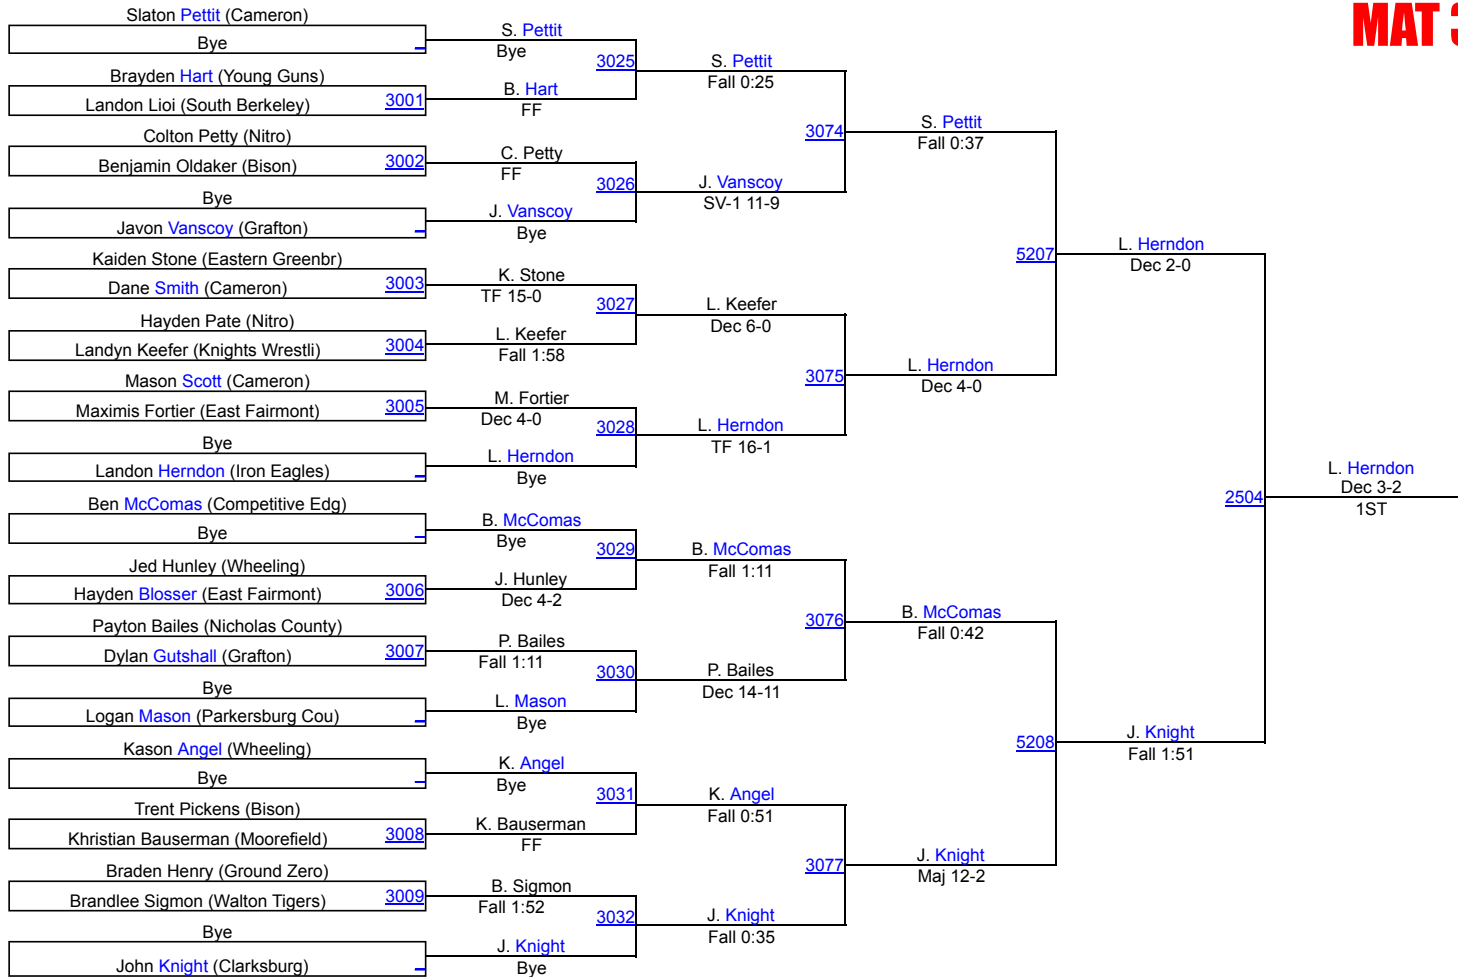 MAT 3
Slaton Pettit (Cameron)
Bye
Brayden Hart (Young Guns)
Landon Lioi (South Berkeley)
3001
Colton Petty (Nitro)
Benjamin Oldaker (Bison)
3002
Bye
Javon Vanscoy (Grafton)
Kaiden Stone (Eastern Greenbr)
Dane Smith (Cameron)
3003
Hayden Pate (Nitro)
Landyn Keefer (Knights Wrestli)
3004
Mason Scott (Cameron)
Maximis Fortier (East Fairmont)
3005
Bye
Landon Herndon (Iron Eagles)
Ben McComas (Competitive Edg)
Bye
Jed Hunley (Wheeling)
Hayden Blosser (East Fairmont)
3006
Payton Bailes (Nicholas County)
Dylan Gutshall (Grafton)
3007
Bye
Logan Mason (Parkersburg Cou)
Kason Angel (Wheeling)
Bye
Trent Pickens (Bison)
Khristian Bauserman (Moorefield)
3008
Braden Henry (Ground Zero)
Brandlee Sigmon (Walton Tigers)
3009
Bye
John Knight (Clarksburg)
S. Pettit
Bye
3025
B. Hart
FF
C. Petty
FF
3026
J. Vanscoy
Bye
K. Stone
TF 15-0
3027
L. Keefer
Fall 1:58
M. Fortier
Dec 4-0
3028
L. Herndon
Bye
B. McComas
Bye
3029
J. Hunley
Dec 4-2
P. Bailes
Fall 1:11
3030
L. Mason
Bye
K. Angel
Bye
3031
K. Bauserman
FF
B. Sigmon
Fall 1:52
3032
J. Knight
Bye
S. Pettit
Fall 0:25
3074
J. Vanscoy
SV-1 11-9
L. Keefer
Dec 6-0
3075
L. Herndon
TF 16-1
B. McComas
Fall 1:11
3076
P. Bailes
Dec 14-11
K. Angel
Fall 0:51
3077
J. Knight
Fall 0:35
S. Pettit
Fall 0:37
5207
L. Herndon
Dec 4-0
B. McComas
Fall 0:42
5208
J. Knight
Maj 12-2
L. Herndon
Dec 2-0
2504
J. Knight
Fall 1:51
L. Herndon
Dec 3-2
1ST